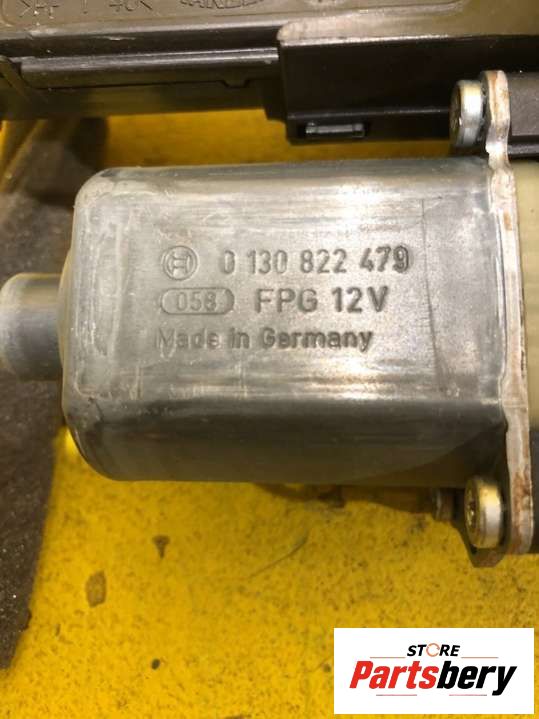 0 130 822 479
058 FPG 12V
Made in Germany
STORE
Partsbery